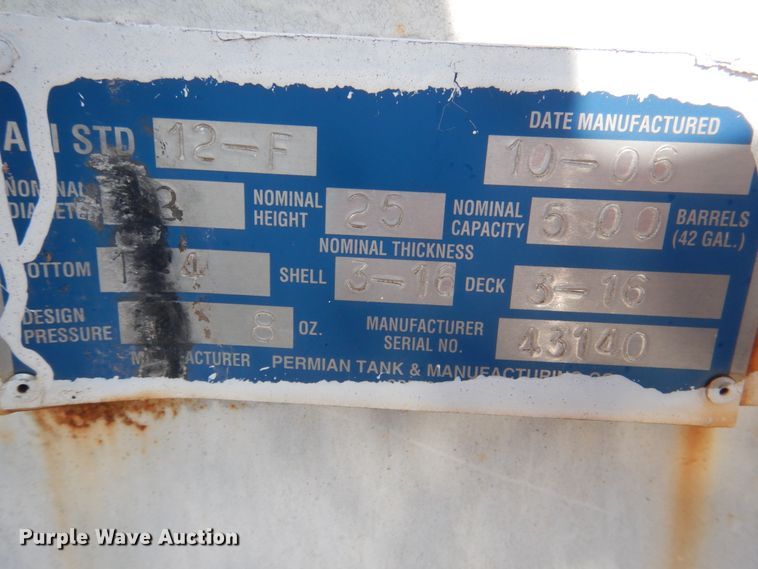 STD 12-F DATE MANUFACTURED
10-06
NOMINAL NOMINAL HEIGHT 25 NOMINAL CAPACITY 500 BARRELS (42 GAL.)
NOMINAL THICKNESS
SHELL 3-16 DECK 3-16
DESIGN PRESSURE 8 OZ. MANUFACTURER SERIAL NO. 43140
PERMIAN TANK & MANUFACTURING
Purple Wave Auction